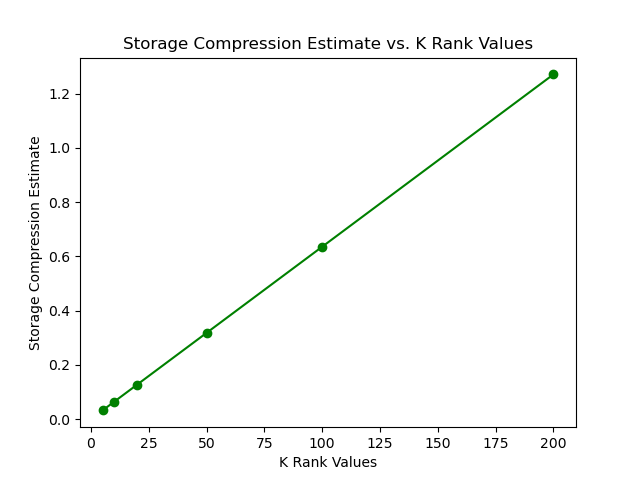 Storage Compression Estimate vs. K Rank Values
Storage Compression Estimate
1.2
1.0
0.8
0.6
0.4
0.2
0.0
0 25 50 75 100 125 150 175 200
K Rank Values